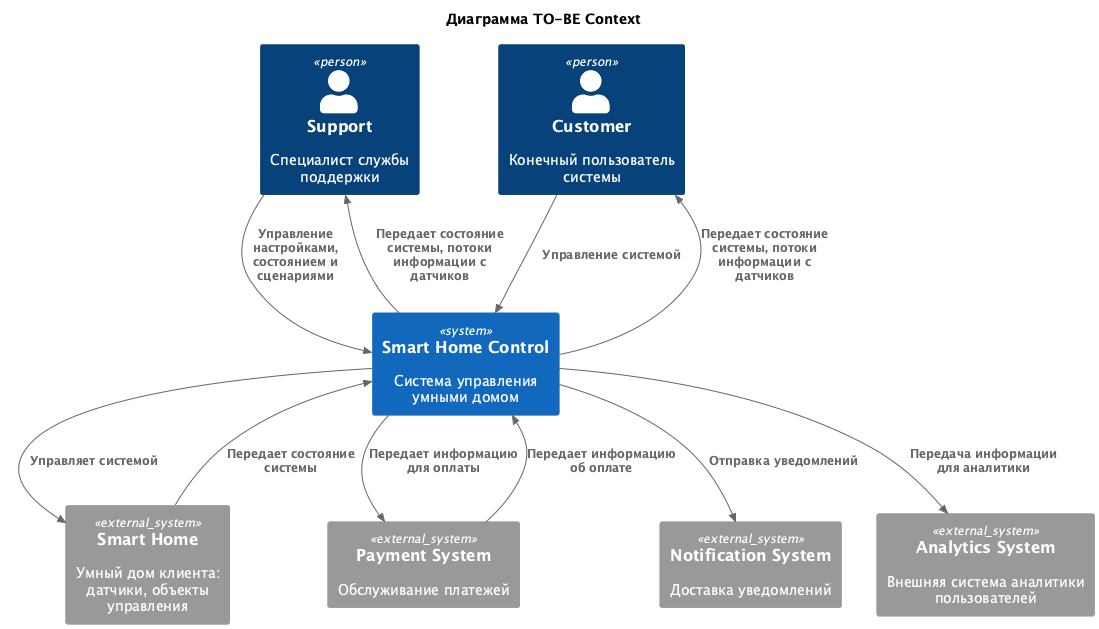 Диаграмма TO-BE Context
«person»
Support
Специалист службы
поддержки
«person»
Customer
Конечный пользователь
системы
Управление
настройками,
состоянием и
сценариями
Передает состояние
системы, потоки
информации с
датчиков
Управление системой
Передает состояние
системы, потоки
информации с
датчиков
«system»
Smart Home Control
Система управления
умными домом
Управляет системой
Передает состояние
системы
Передает информацию
для оплаты
Передает информацию
об оплате
Отправка уведомлений
Передача информации
для аналитики
«external_system»
Smart Home
Умный дом клиента:
датчики, объекты
управления
«external_system»
Payment System
Обслуживание платежей
«external_system»
Notification System
Доставка уведомлений
«external_system»
Analytics System
Внешняя система аналитики
пользователей